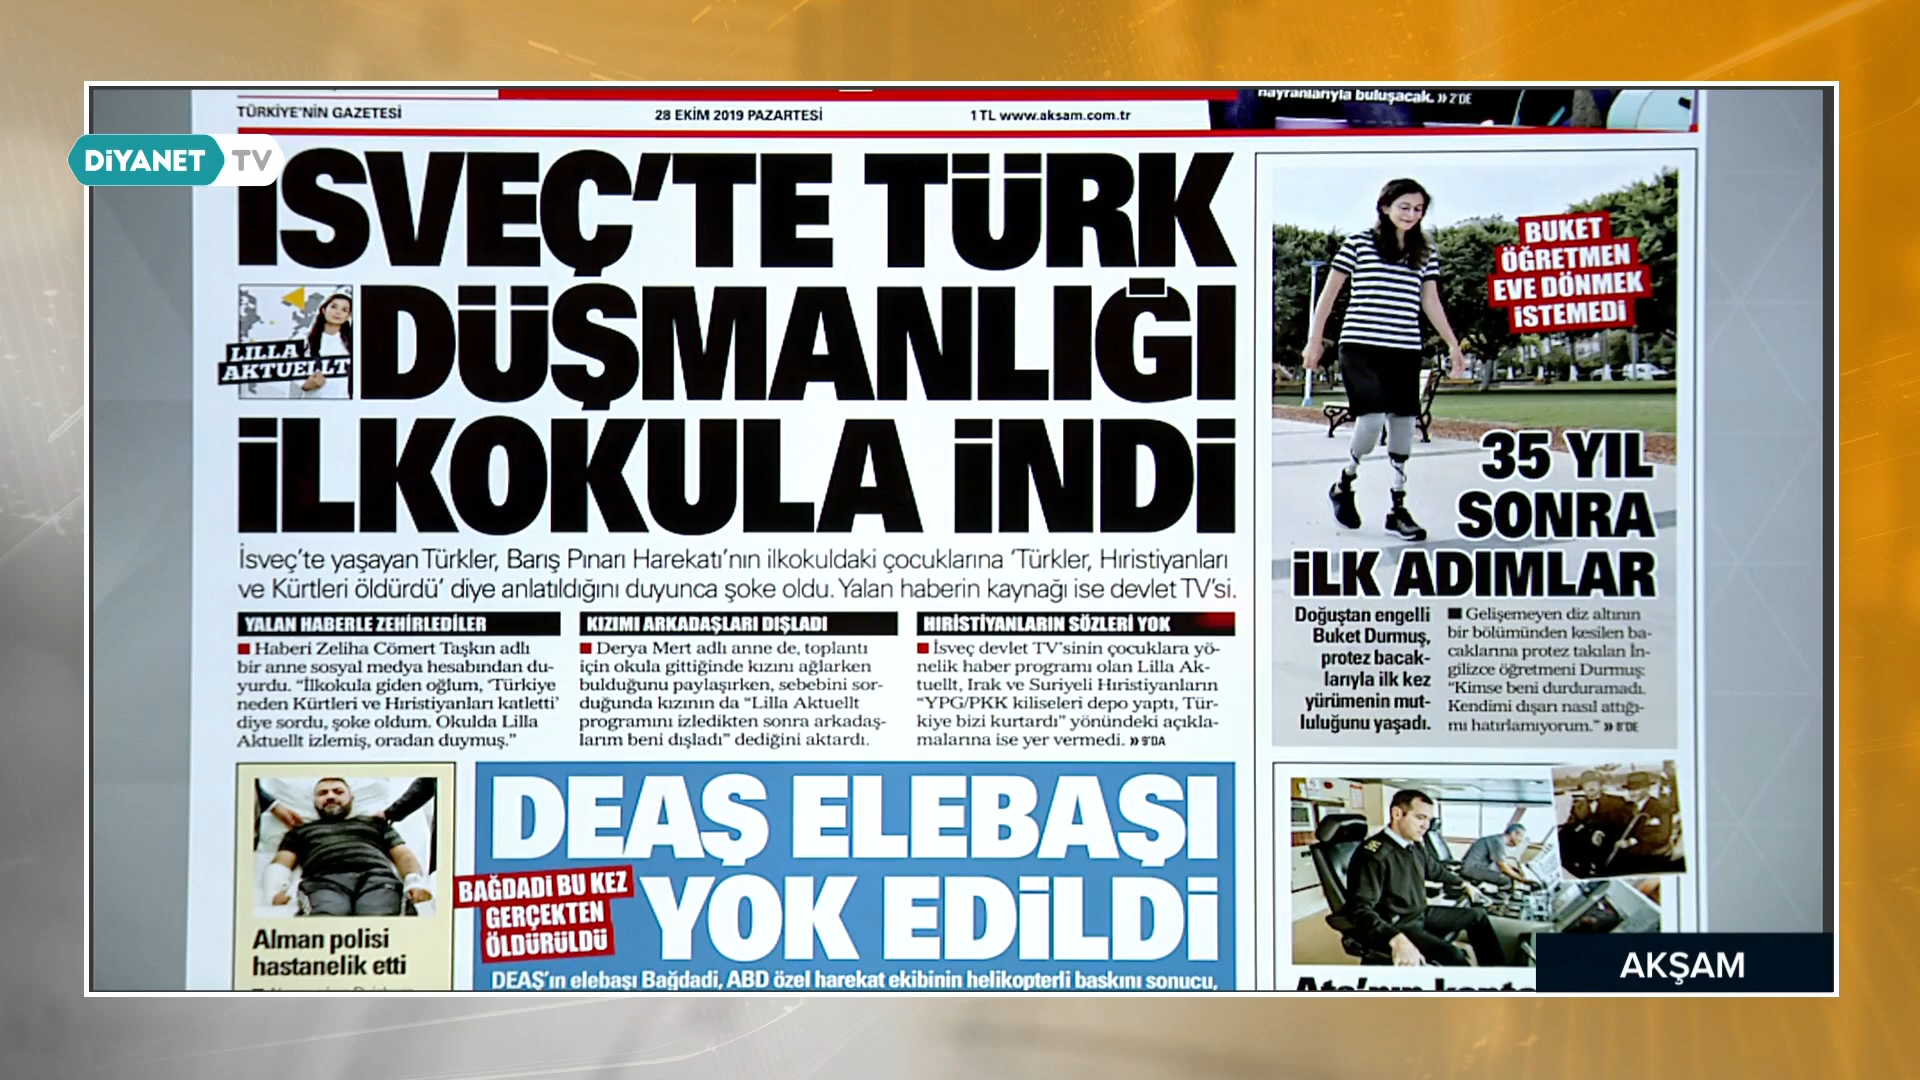 hayranlarıyla buluşacak. » 2'DE
TÜRKİYE'NİN GAZETESİ
28 EKİM 2019 PAZARTESİ
1 TL www.aksam.com.tr
DiYANET TV
İSVEÇ'TE TÜRK
DÜŞMANLIĞI
İLKOKULA İNDİ
LILLA
AKTUELLT
İsveç'te yaşayan Türkler, Barış Pınarı Harekatı'nın ilkokuldaki çocuklarına 'Türkler, Hıristiyanları
ve Kürtleri öldürdü' diye anlatıldığını duyunca şoke oldu. Yalan haberin kaynağı ise devlet TV'si.
YALAN HABERLE ZEHİRLEDİLER
Haberi Zeliha Cömert Taşkın adlı
bir anne sosyal medya hesabından du-
yurdu. "İlkokula giden oğlum, 'Türkiye
neden Kürtleri ve Hıristiyanları katletti'
diye sordu, şoke oldum. Okulda Lilla
Aktuellt izlemiş, oradan duymuş."
KIZIMI ARKADAŞLARI DIŞLADI
Derya Mert adlı anne de, toplantı
için okula gittiğinde kızını ağlarken
bulduğunu paylaşırken, sebebini sor-
duğunda kızının da "Lilla Aktuellt
programını izledikten sonra arkadaş-
larım beni dışladı" dediğini aktardı.
HIRİSTİYANLARIN SÖZLERİ YOK
İsveç devlet TV'sinin çocuklara yö-
nelik haber programı olan Lilla Ak-
tuellt, Irak ve Suriyeli Hıristiyanların
"YPG/PKK kiliseleri depo yaptı, Tür-
kiye bizi kurtardı" yönündeki açıkla-
malarına ise yer vermedi. » 9'DA
BUKET
ÖĞRETMEN
EVE DÖNMEK
İSTEMEDİ
35 YIL
SONRA
İLK ADIMLAR
Doğuştan engelli
Buket Durmuş,
protez bacak-
larıyla ilk kez
yürümenin mut-
luluğunu yaşadı.
Gelişemeyen diz altının
bir bölümünden kesilen ba-
caklarına protez takılan İn-
gilizce öğretmeni Durmuş:
"Kimse beni durduramadı.
Kendimi dışarı nasıl attığı-
mı hatırlamıyorum." » 8'DE
Alman polisi
hastanelik etti
DEAŞ ELEBAŞI
YOK EDİLDİ
BAĞDADİ BU KEZ
GERÇEKTEN
ÖLDÜRÜLDÜ
DEAŞ'ın elebaşı Bağdadi, ABD özel harekat ekibinin helikopterli baskını sonucu,
AKŞAM